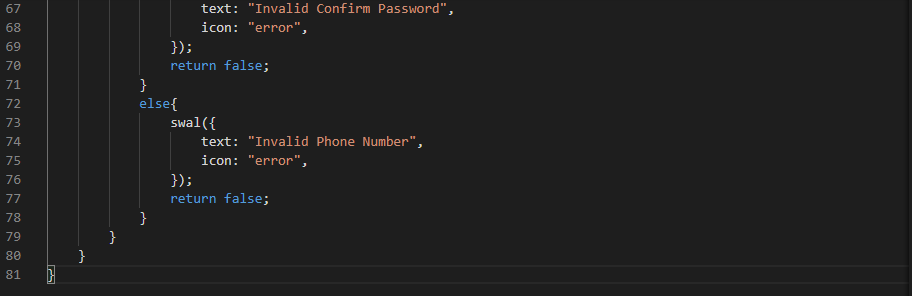 67 text: "Invalid Confirm Password",
68 icon: "error",
69 });
70 return false;
71 }
72 else{
73 swal({
74 text: "Invalid Phone Number",
75 icon: "error",
76 });
77 return false;
78 }
79 }
80 }
81 }